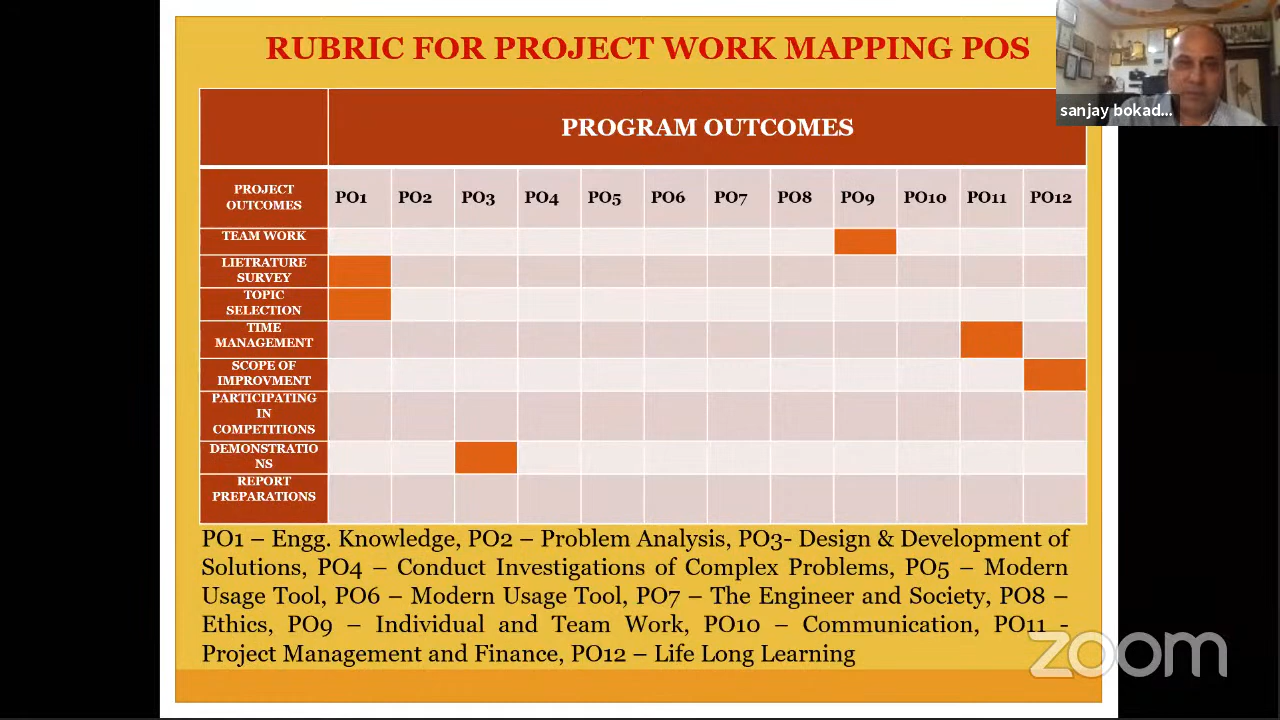 RUBRIC FOR PROJECT WORK MAPPING POS
sanjay bokad...
PROGRAM OUTCOMES
PROJECT
OUTCOMES
PO1 PO2 PO3 PO4 PO5 PO6 PO7 PO8 PO9 PO10 PO11 PO12
TEAM WORK
LIETRATURE
SURVEY
TOPIC
SELECTION
TIME
MANAGEMENT
SCOPE OF
IMPROVMENT
PARTICIPATING
IN
COMPETITIONS
DEMONSTRATIO
NS
REPORT
PREPARATIONS
PO1 – Engg. Knowledge, PO2 – Problem Analysis, PO3- Design & Development of
Solutions, PO4 – Conduct Investigations of Complex Problems, PO5 – Modern
Usage Tool, PO6 – Modern Usage Tool, PO7 – The Engineer and Society, PO8 –
Ethics, PO9 – Individual and Team Work, PO10 – Communication, PO11 -
Project Management and Finance, PO12 – Life Long Learning
zoom